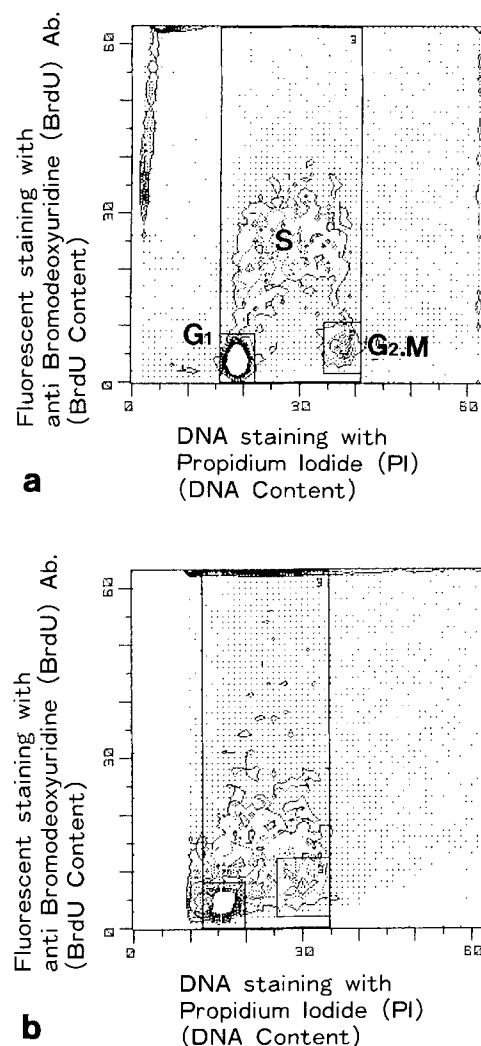 Fluorescent staining with
anti Bromodeoxyuridine (BrdU) Ab.
(BrdU Content)
60
30
0
3
S
G1
G2.M
0
30
60
DNA staining with
Propidium Iodide (PI)
(DNA Content)
a
Fluorescent staining with
anti Bromodeoxyuridine (BrdU) Ab.
(BrdU Content)
60
30
0
3
0
30
60
DNA staining with
Propidium Iodide (PI)
(DNA Content)
b